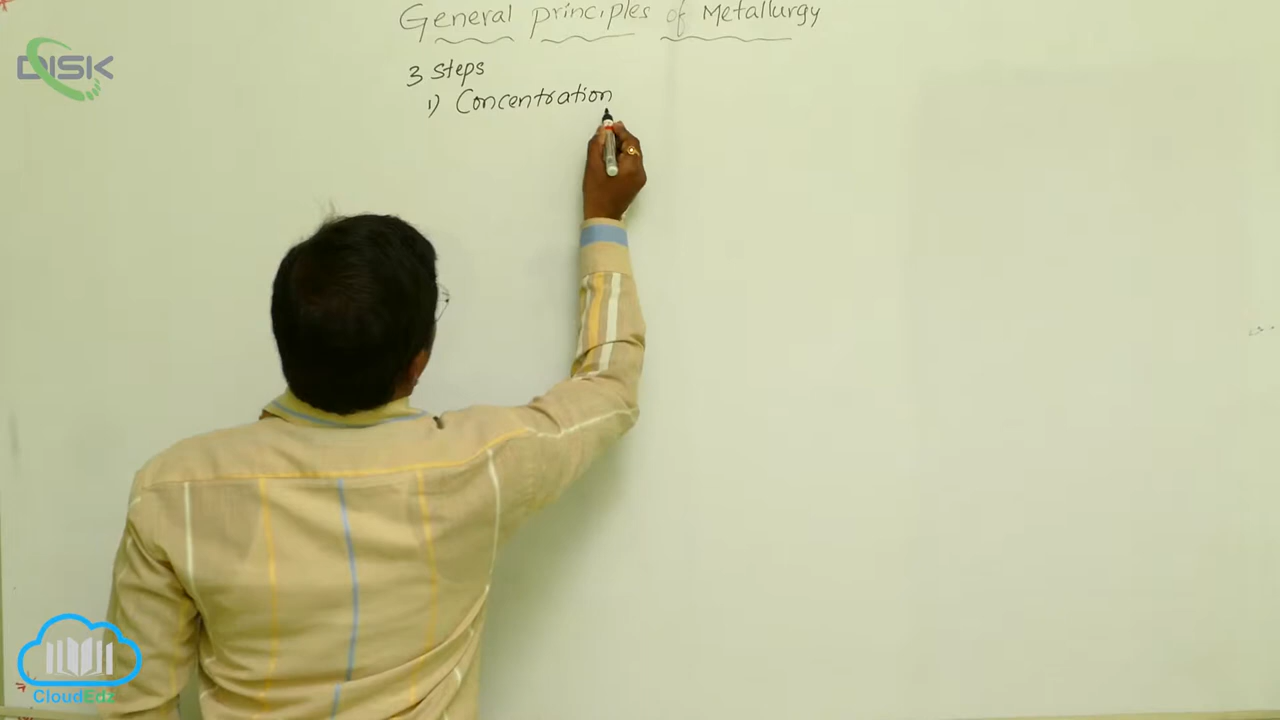 General principles of Metallurgy
3 steps
1) Concentration
DISK
CloudEdz